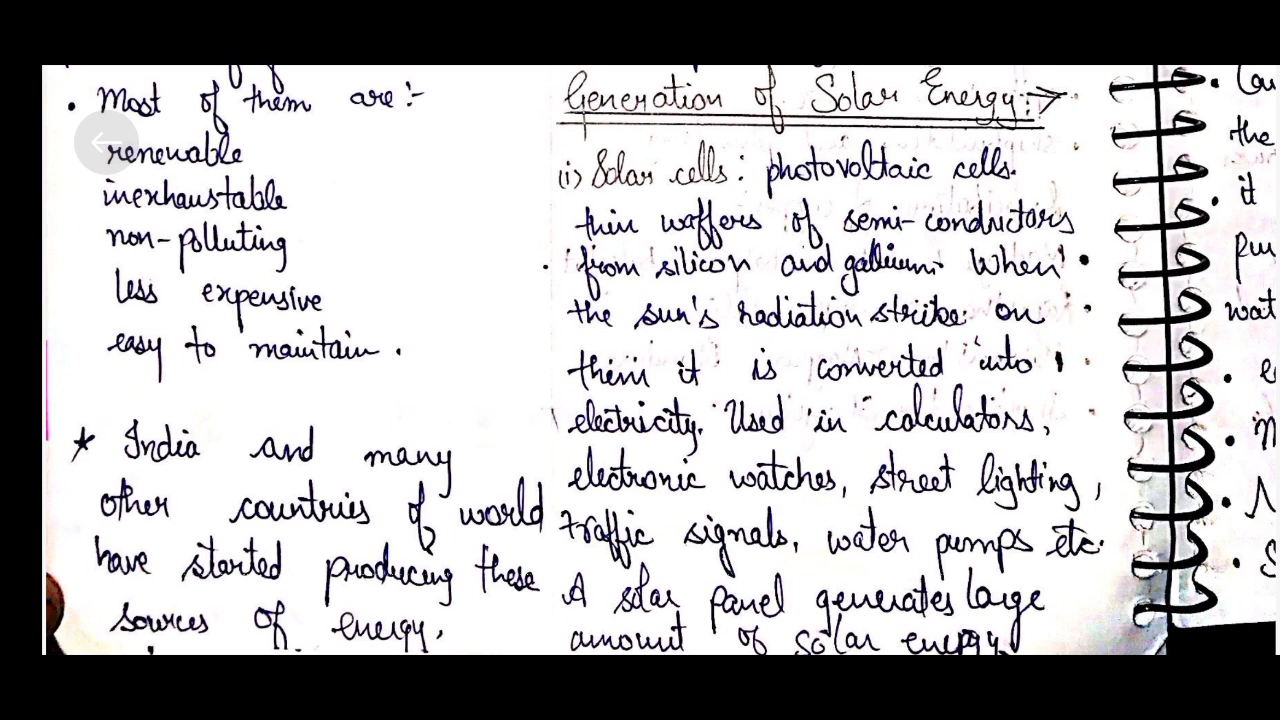 • Most of them are :-
renewable
inexhaustable
non-polluting
less expensive
easy to maintain.
★ India and many
other countries of world
have started producing these
sources of energy.
Generation of Solar Energy :→
(i) Solar cells : photovoltaic cells.
thin waffers of semi-conductors
from silicon and gallium. When
the sun's radiation strike on
them it is converted into
electricity. Used in calculators,
electronic watches, street lighting,
traffic signals, water pumps etc.
A solar panel generates large
amount of solar energy
the
• it